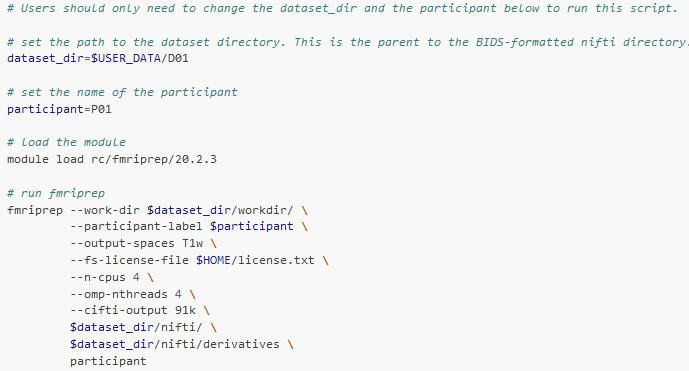 # Users should only need to change the dataset_dir and the participant below to run this script.
# set the path to the dataset directory. This is the parent to the BIDS-formatted nifti directory.
dataset_dir=$USER_DATA/D01
# set the name of the participant
participant=P01
# load the module
module load rc/fmriprep/20.2.3
# run fmriprep
fmriprep --work-dir $dataset_dir/workdir/ \
--participant-label $participant \
--output-spaces T1w \
--fs-license-file $HOME/license.txt \
--n-cpus 4 \
--omp-nthreads 4 \
--cifti-output 91k \
$dataset_dir/nifti/ \
$dataset_dir/nifti/derivatives \
participant